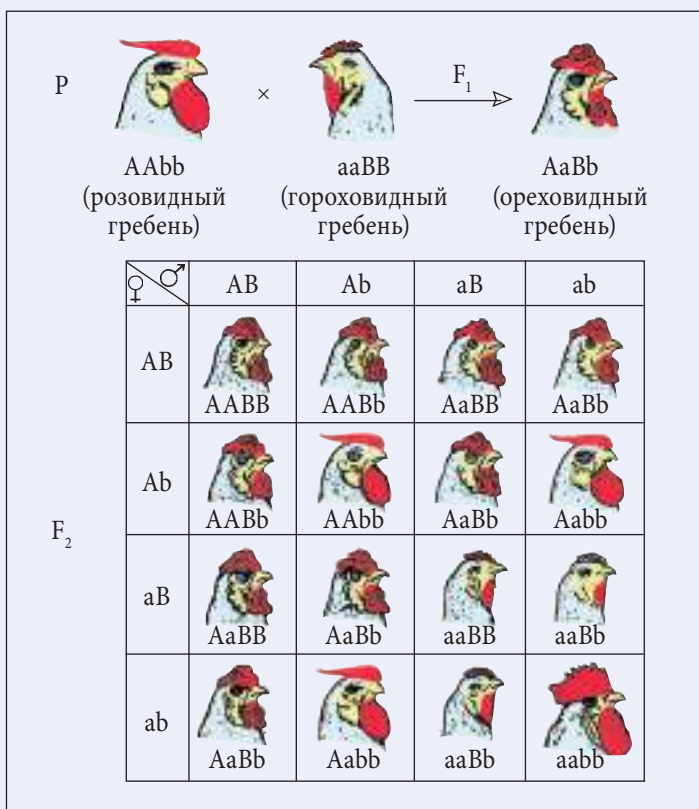 P × F₁
AAbb aaBB AaBb
(розовидный (гороховидный (ореховидный
гребень) гребень) гребень)
♀ ♂ AB Ab aB ab
AB
AABB AABb AaBB AaBb
Ab
AABb AAbb AaBb Aabb
F₂
aB
AaBB AaBb aaBB aaBb
ab
AaBb Aabb aaBb aabb